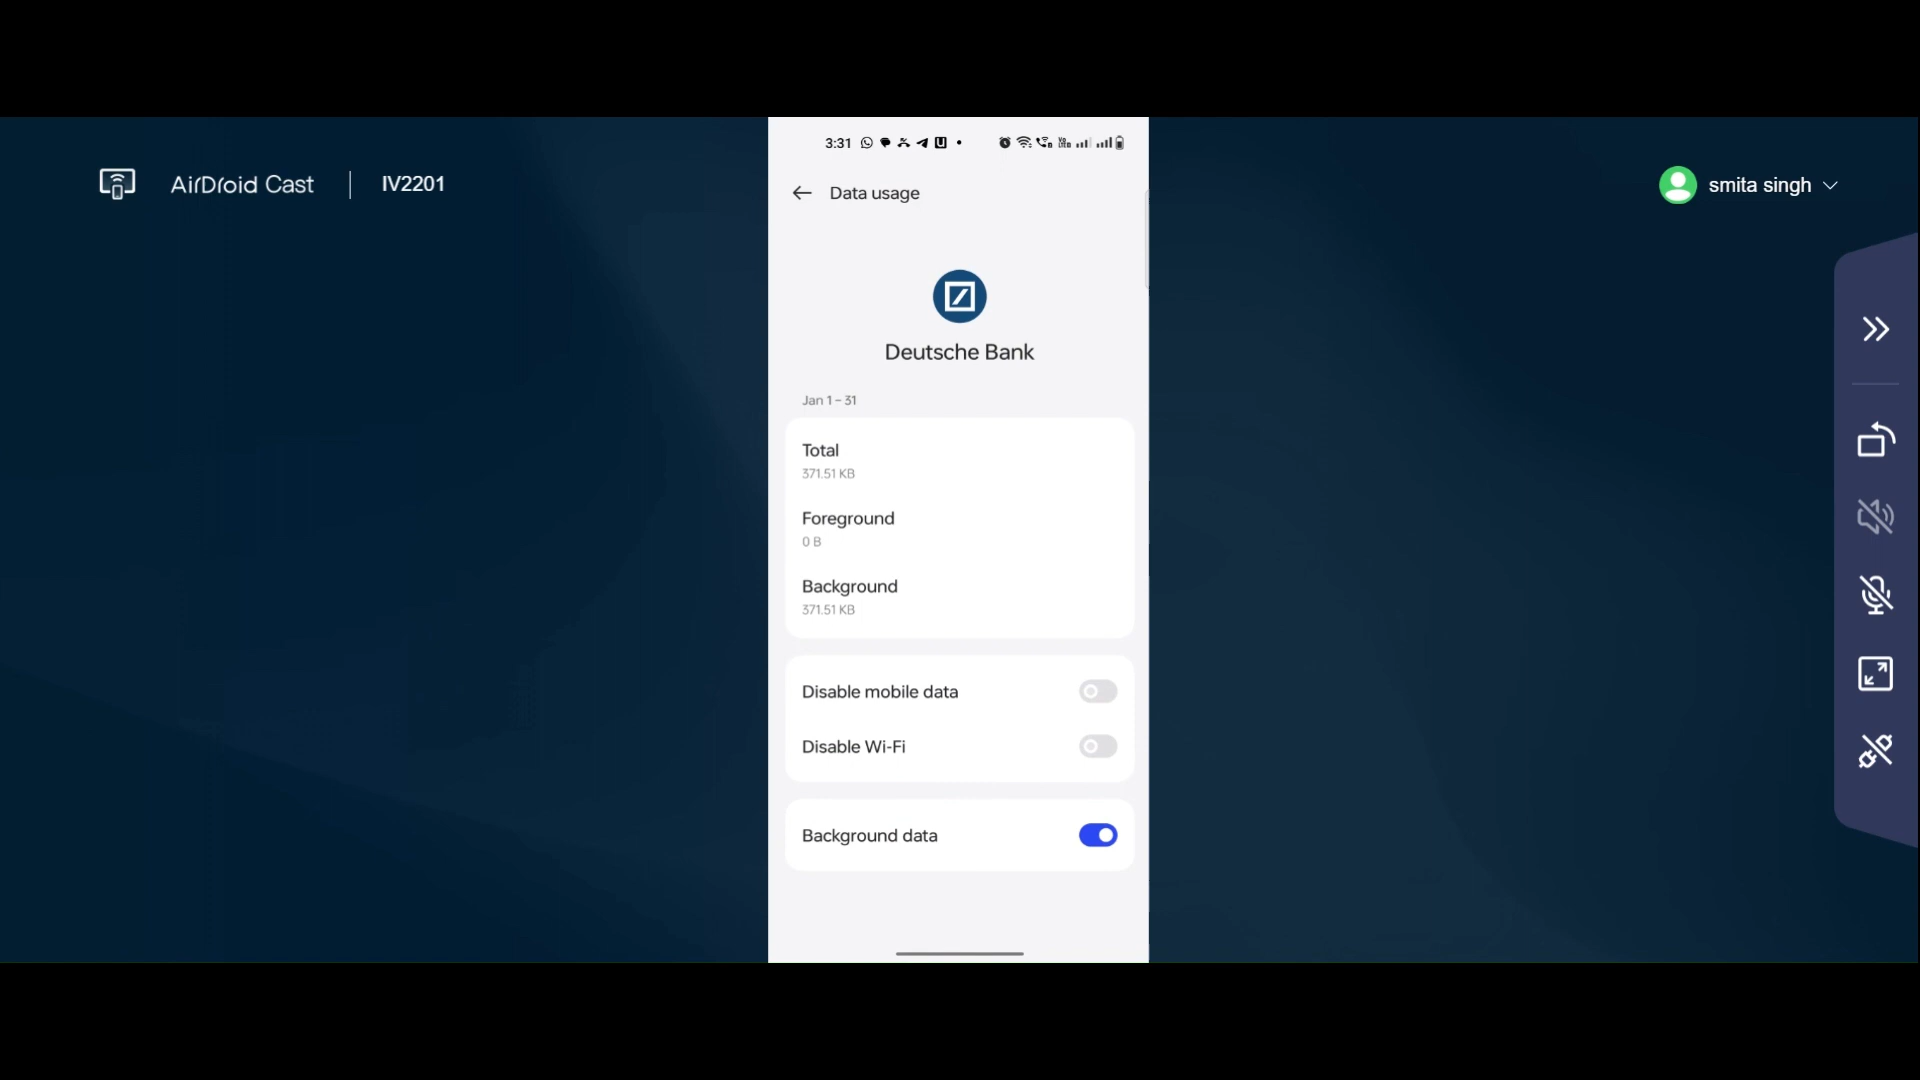 3:31
AirDroid Cast | IV2201
smita singh
Data usage
Deutsche Bank
Jan 1 – 31
Total
371.51 KB
Foreground
0 B
Background
371.51 KB
Disable mobile data
Disable Wi-Fi
Background data